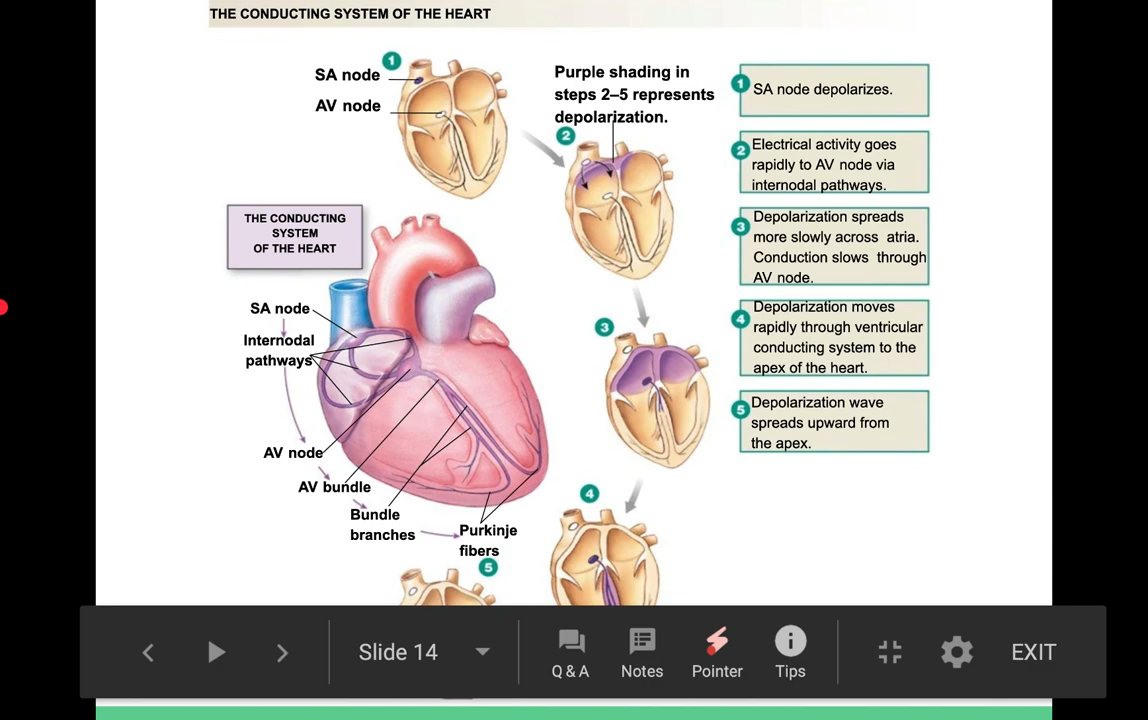 THE CONDUCTING SYSTEM OF THE HEART
1
SA node
AV node
Purple shading in
steps 2–5 represents
depolarization.
2
1 SA node depolarizes.
2 Electrical activity goes
rapidly to AV node via
internodal pathways.
3 Depolarization spreads
more slowly across atria.
Conduction slows through
AV node.
4 Depolarization moves
rapidly through ventricular
conducting system to the
apex of the heart.
5 Depolarization wave
spreads upward from
the apex.
THE CONDUCTING
SYSTEM
OF THE HEART
SA node
Internodal
pathways
AV node
AV bundle
Bundle
branches
Purkinje
fibers
3
4
5
Slide 14
Q & A
Notes
Pointer
Tips
EXIT